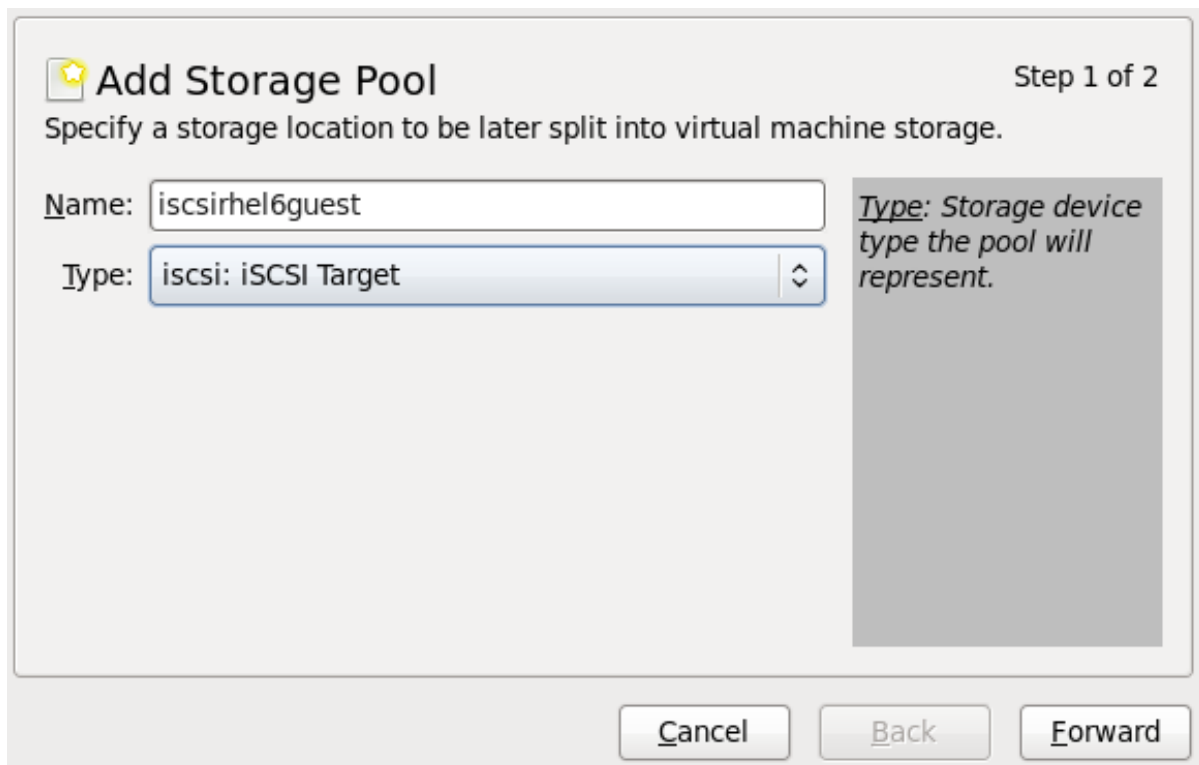 Add Storage Pool
Step 1 of 2
Specify a storage location to be later split into virtual machine storage.
Name: iscsirhel6guest
Type: iscsi: iSCSI Target
Type: Storage device
type the pool will
represent.
Cancel Back Forward